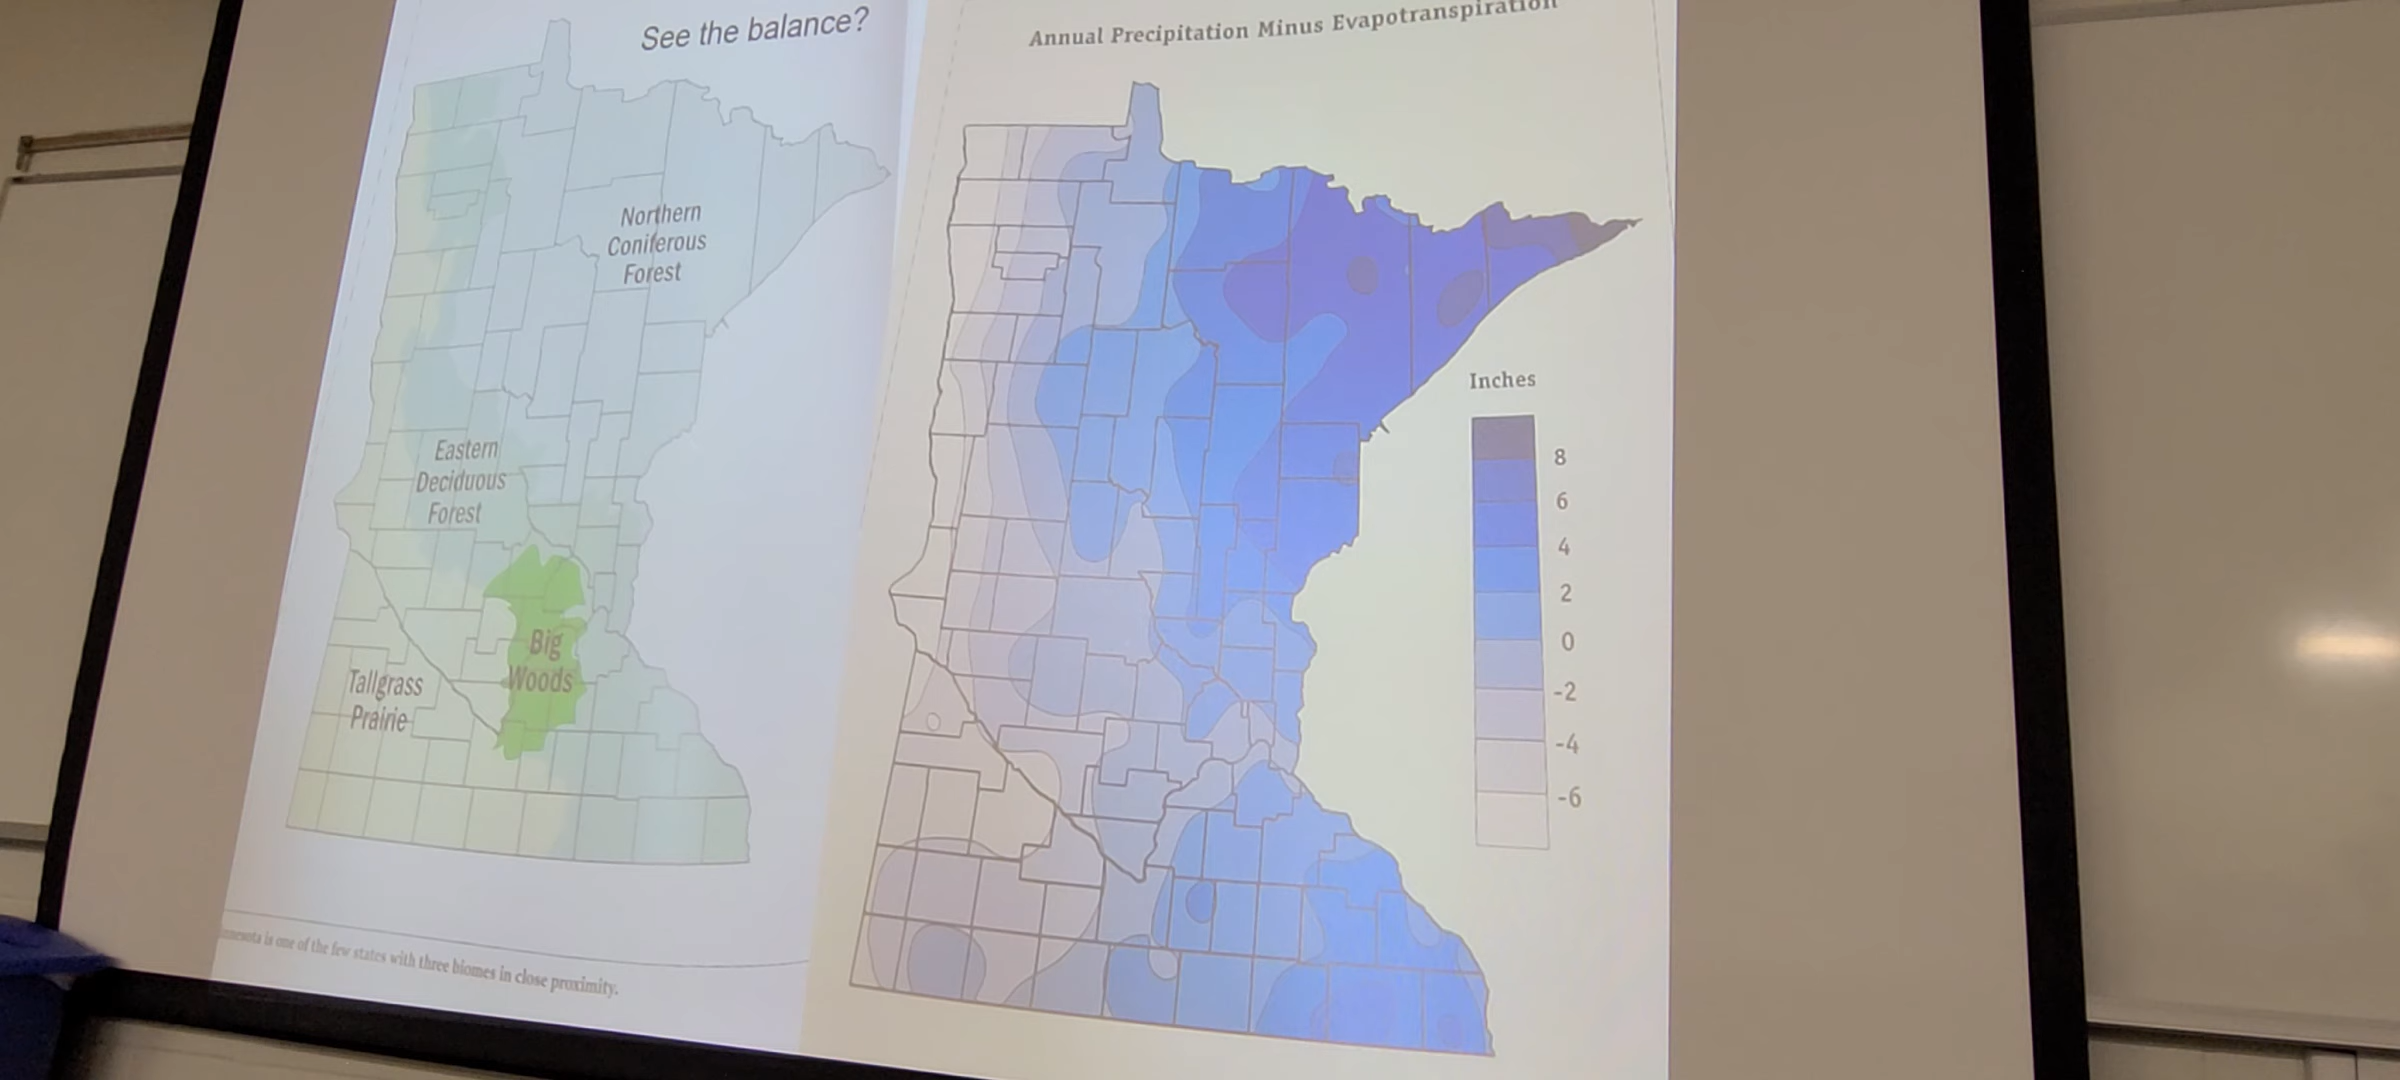 See the balance?
Northern
Coniferous
Forest
Eastern
Deciduous
Forest
Big
Woods
Tallgrass
Prairie
is one of the few states with three biomes in close proximity.
Annual Precipitation Minus Evapotranspiration
Inches
8
6
4
2
0
-2
-4
-6